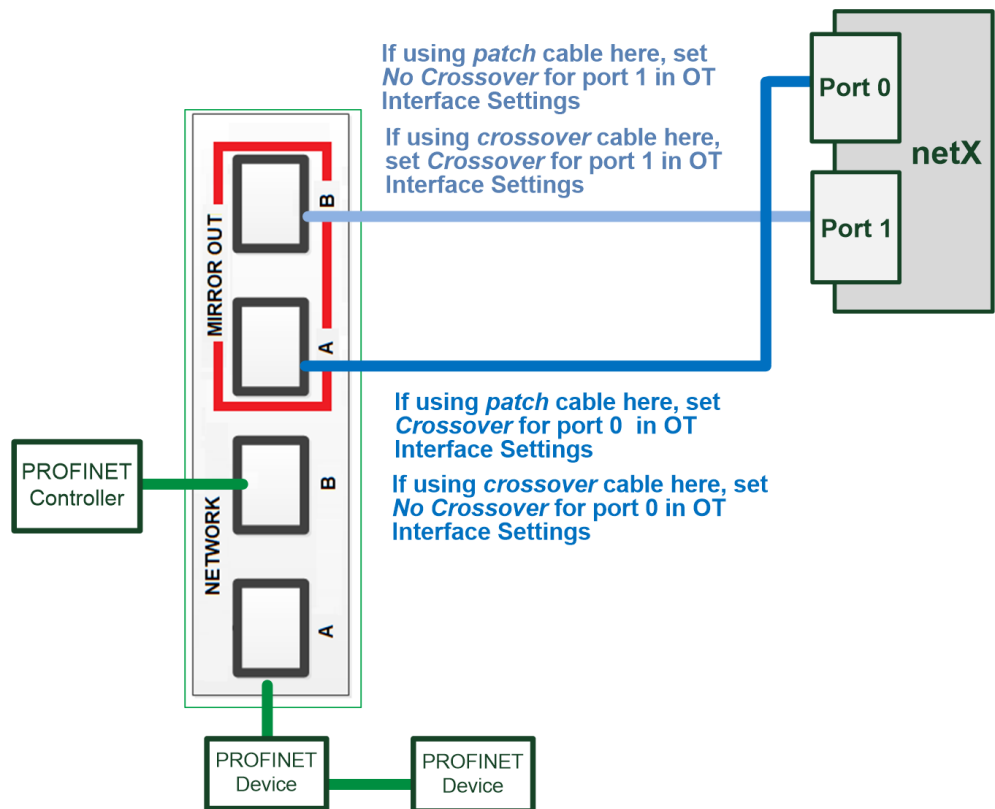 If using patch cable here, set
No Crossover for port 1 in OT
Interface Settings
If using crossover cable here,
set Crossover for port 1 in OT
Interface Settings
Port 0
netX
Port 1
MIRROR OUT
B
A
If using patch cable here, set
Crossover for port 0 in OT
Interface Settings
If using crossover cable here, set
No Crossover for port 0 in OT
Interface Settings
PROFINET
Controller
NETWORK
B
A
PROFINET
Device
PROFINET
Device